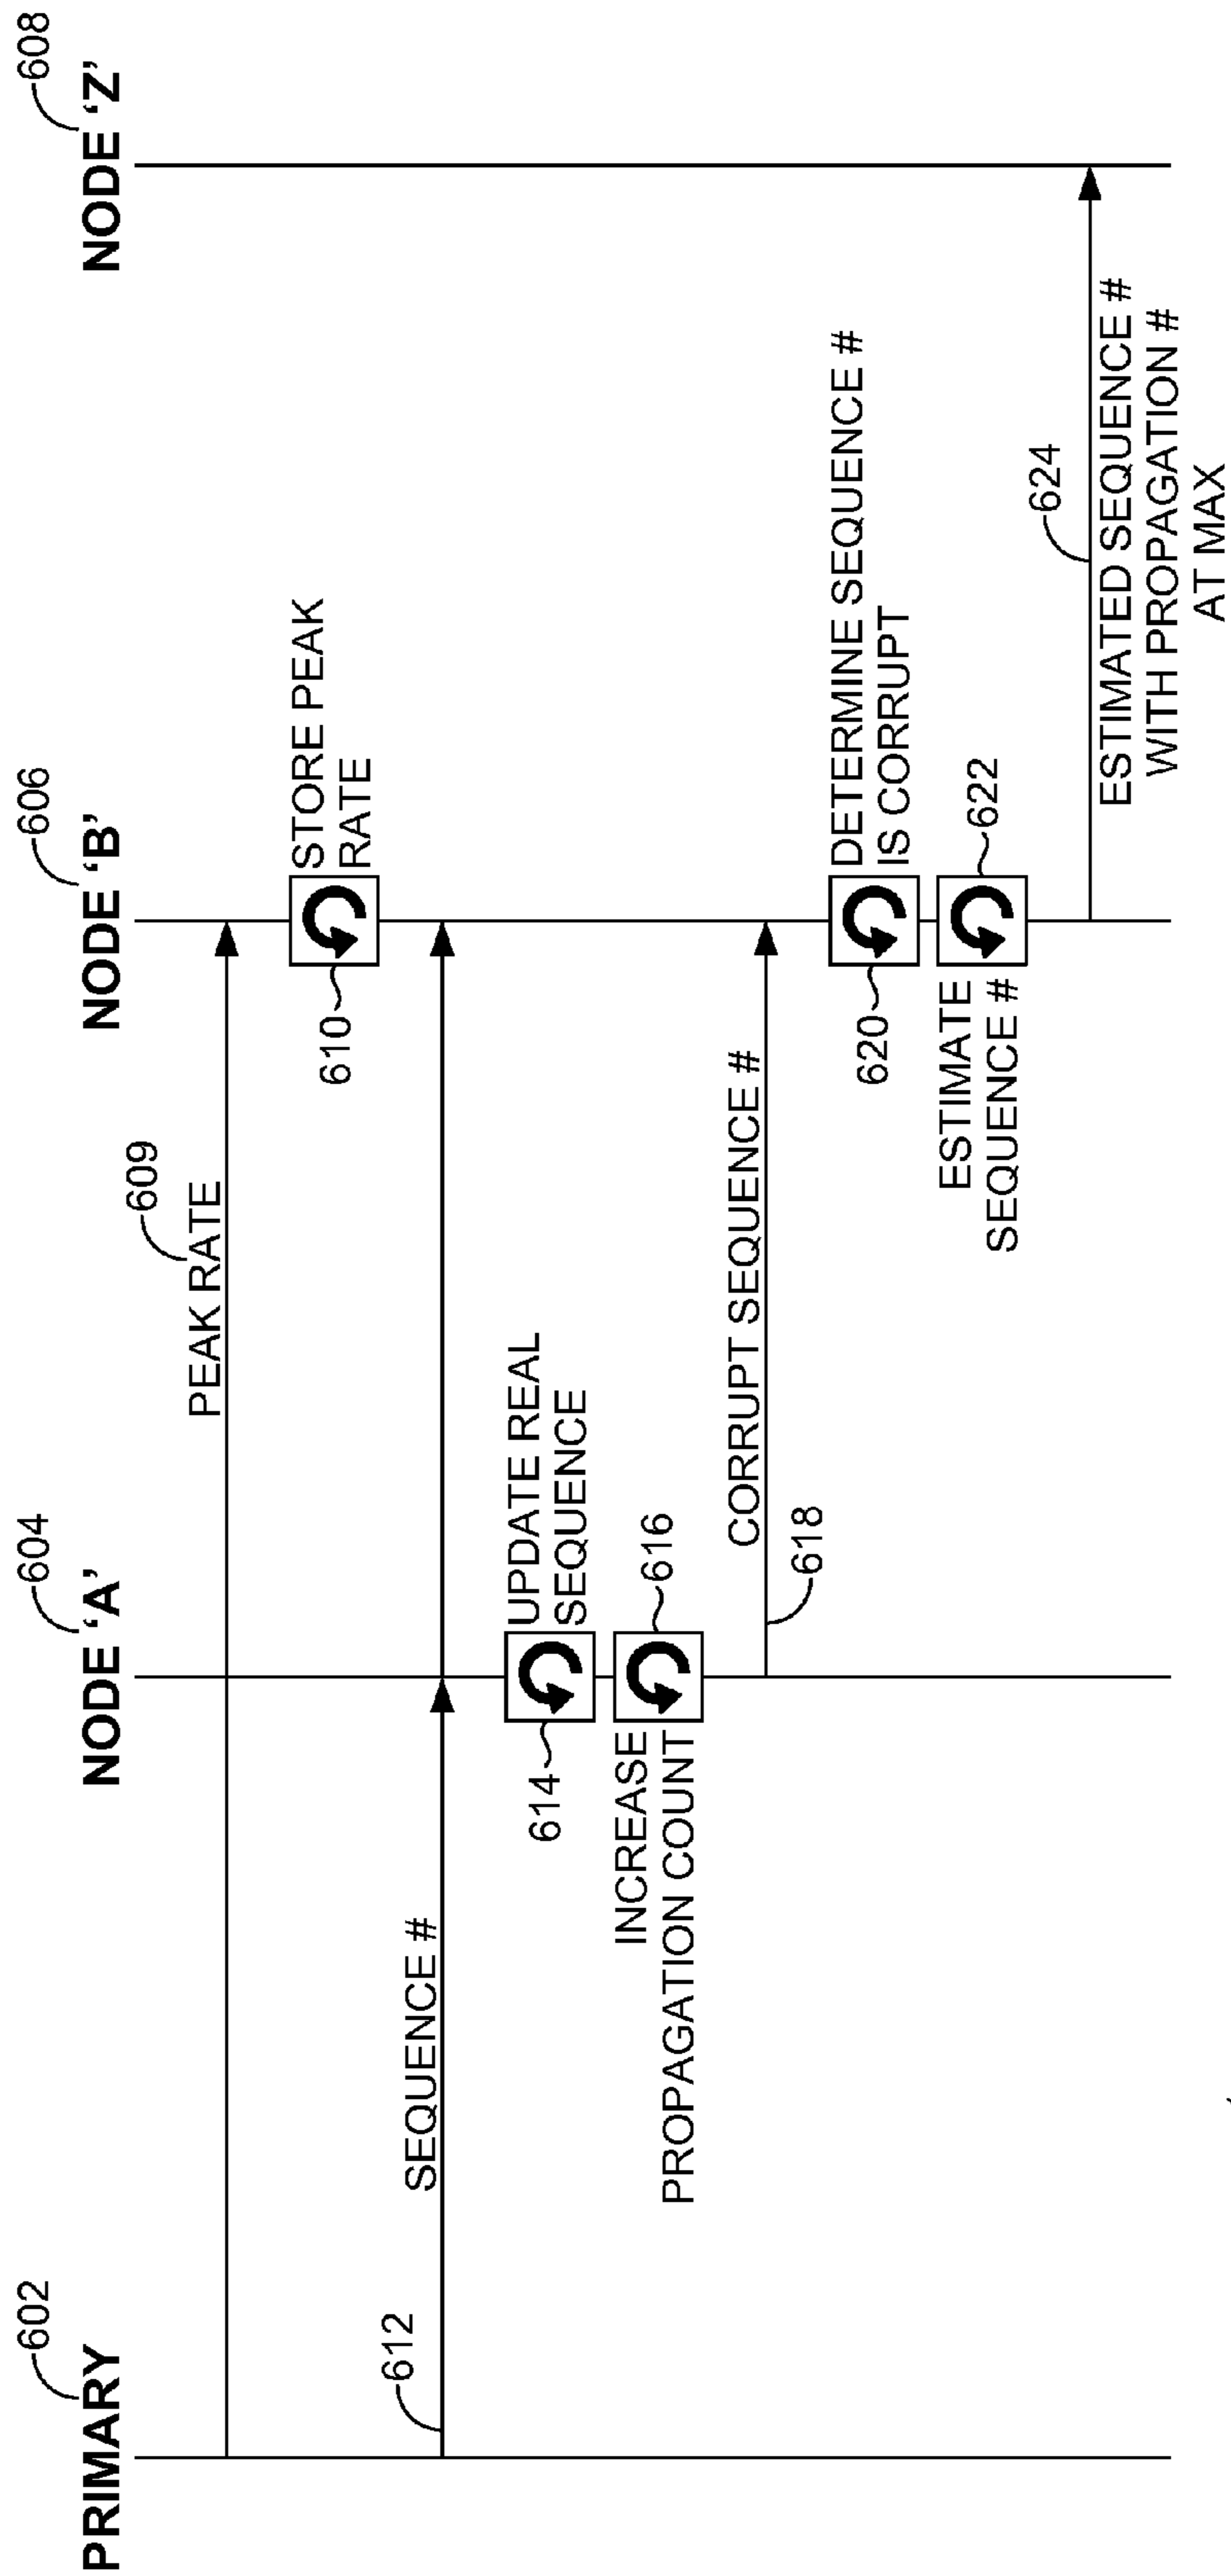 602
PRIMARY
604
NODE ‘A’
606
NODE ‘B’
608
NODE ‘Z’
609
PEAK RATE
610
STORE PEAK
RATE
612
SEQUENCE #
614
UPDATE REAL
SEQUENCE
INCREASE
PROPAGATION COUNT
616
CORRUPT SEQUENCE #
618
620
DETERMINE SEQUENCE #
IS CORRUPT
ESTIMATE
SEQUENCE #
622
624
ESTIMATED SEQUENCE #
WITH PROPAGATION #
AT MAX